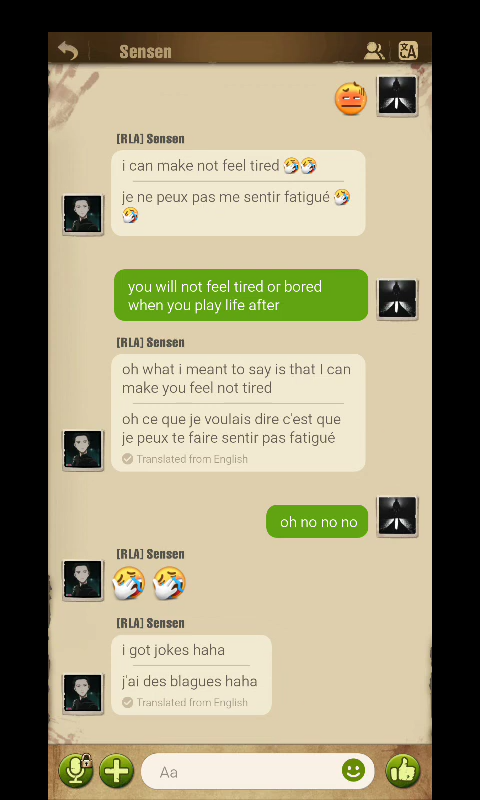 Sensen
[RLA] Sensen
i can make not feel tired 🤣🤣
je ne peux pas me sentir fatigué 🤣
🤣
you will not feel tired or bored
when you play life after
[RLA] Sensen
oh what i meant to say is that I can
make you feel not tired
oh ce que je voulais dire c'est que
je peux te faire sentir pas fatigué
Translated from English
oh no no no
[RLA] Sensen
[RLA] Sensen
i got jokes haha
j'ai des blagues haha
Translated from English
Aa